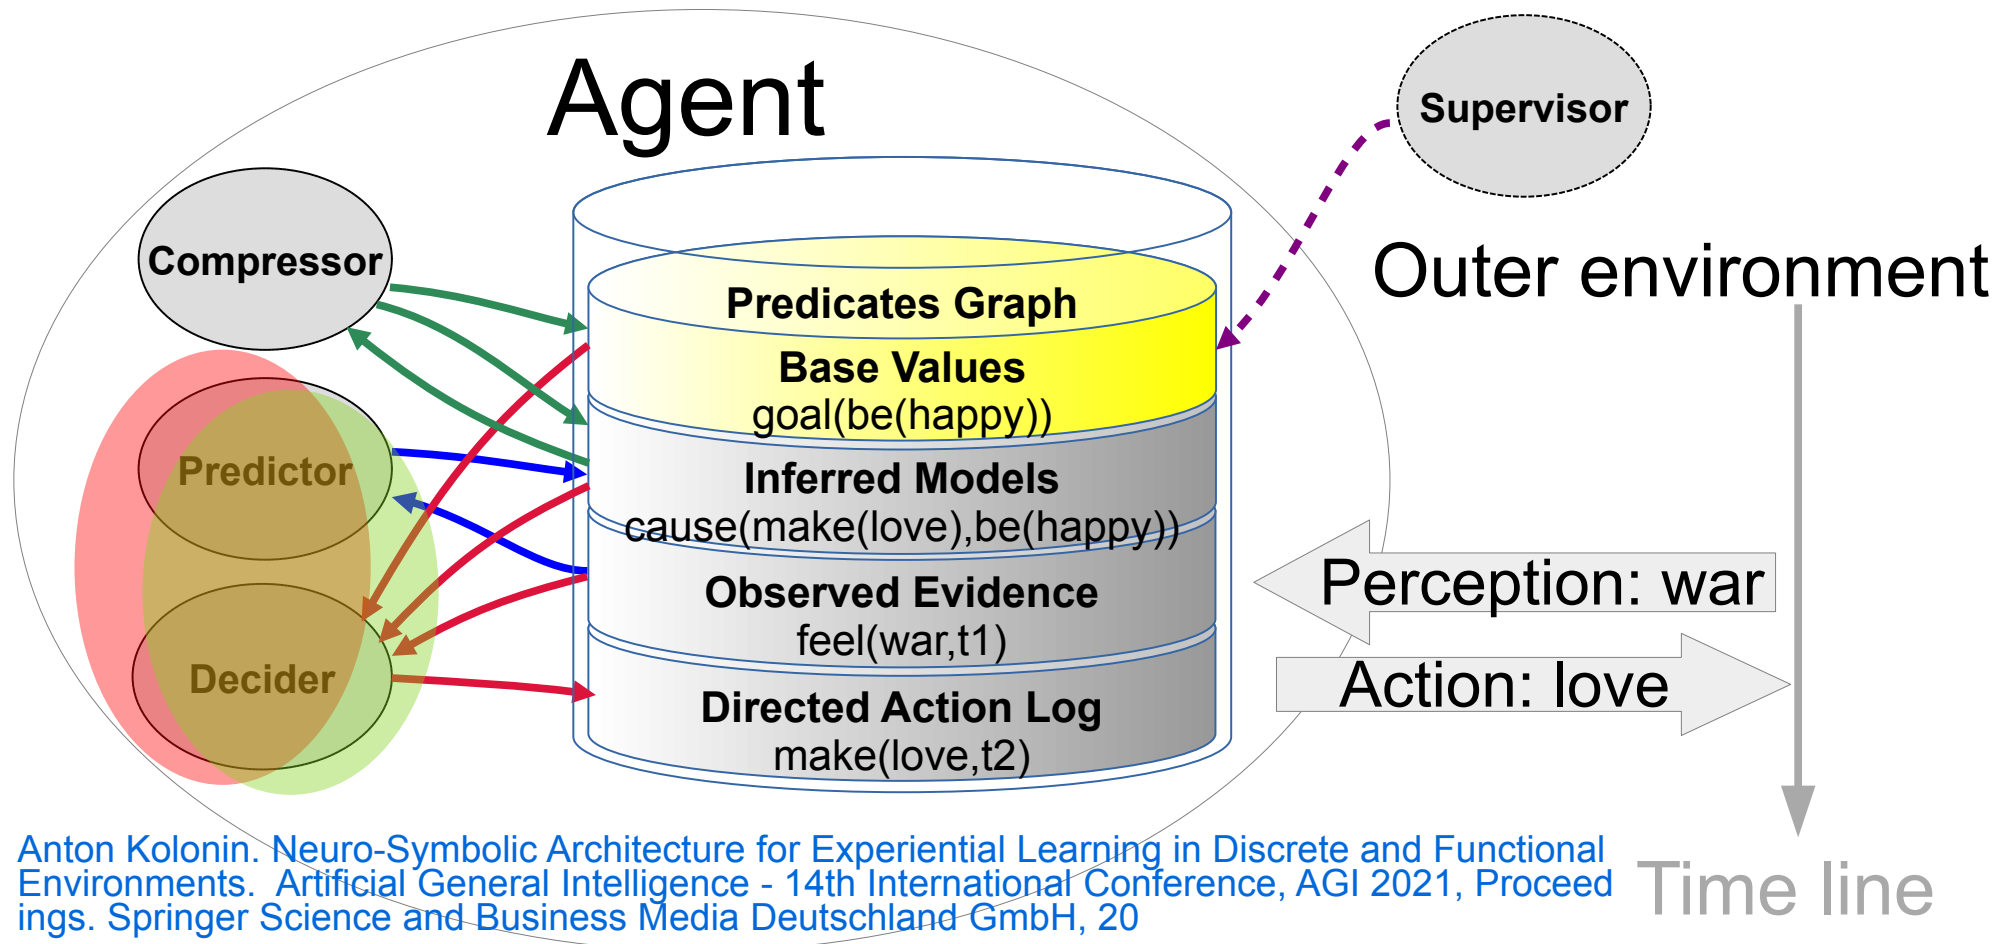 Agent
Supervisor
Compressor
Outer environment
Predicates Graph
Base Values
goal(be(happy))
Predictor
Inferred Models
cause(make(love),be(happy))
Observed Evidence
feel(war,t1)
Perception: war
Decider
Directed Action Log
make(love,t2)
Action: love
Anton Kolonin. Neuro-Symbolic Architecture for Experiential Learning in Discrete and Functional
Environments.  Artificial General Intelligence - 14th International Conference, AGI 2021, Proceed
ings. Springer Science and Business Media Deutschland GmbH, 20
Time line